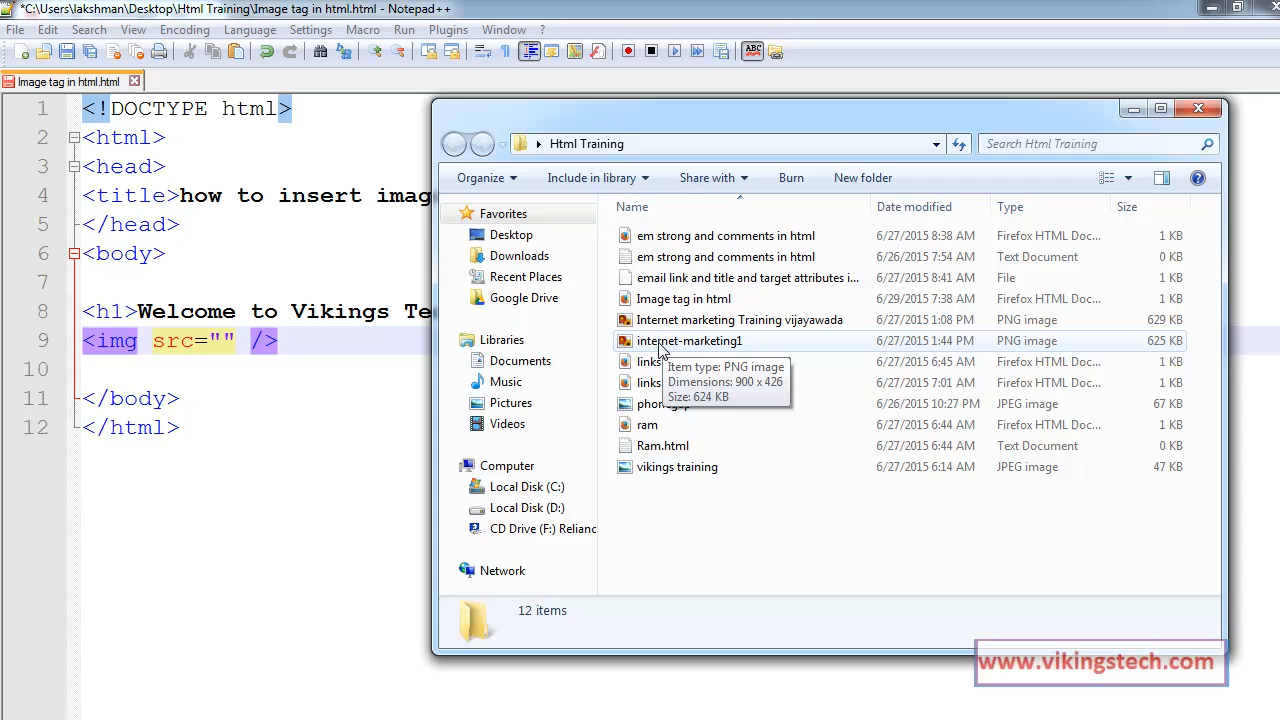 *C:\Users\lakshman\Desktop\Html Training\Image tag in html.html - Notepad++
File Edit Search View Encoding Language Settings Macro Run Plugins Window ?
ABC
Image tag in html.html
1 <!DOCTYPE html>
2 <html>
3 <head>
4 <title>how to insert imag
5 </head>
6 <body>
7
8 <h1>Welcome to Vikings Te
9 <img src="" />
10
11 </body>
12 </html>
Html Training
Search Html Training
Organize Include in library Share with Burn New folder
Favorites
Desktop
Downloads
Recent Places
Google Drive
Libraries
Documents
Music
Pictures
Videos
Computer
Local Disk (C:)
Local Disk (D:)
CD Drive (F:) Relianc
Network
Name Date modified Type Size
em strong and comments in html 6/27/2015 8:38 AM Firefox HTML Doc... 1 KB
em strong and comments in html 6/26/2015 7:54 AM Text Document 0 KB
email link and title and target attributes i... 6/27/2015 8:41 AM File 1 KB
Image tag in html 6/29/2015 7:38 AM Firefox HTML Doc... 1 KB
Internet marketing Training vijayawada 6/27/2015 1:08 PM PNG image 629 KB
internet-marketing1 6/27/2015 1:44 PM PNG image 625 KB
links 6/27/2015 6:45 AM Firefox HTML Doc... 1 KB
links 6/27/2015 7:01 AM Firefox HTML Doc... 1 KB
6/26/2015 10:27 PM JPEG image 67 KB
ram 6/27/2015 6:44 AM Firefox HTML Doc... 1 KB
Ram.html 6/27/2015 6:44 AM Text Document 0 KB
vikings training 6/27/2015 6:14 AM JPEG image 47 KB
Item type: PNG image
Dimensions: 900 x 426
Size: 624 KB
12 items
www.vikingstech.com